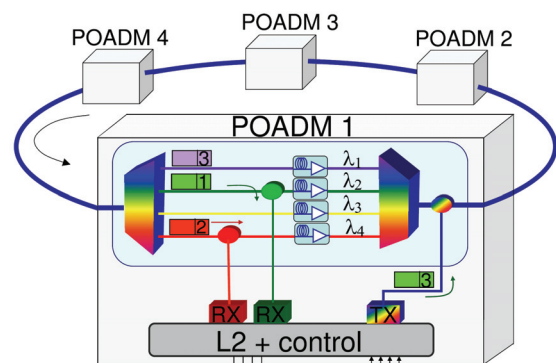 POADM 3
POADM 4
POADM 2
POADM 1
3 λ1
1 λ2
λ3
2 λ4
3
RX RX TX
L2 + control